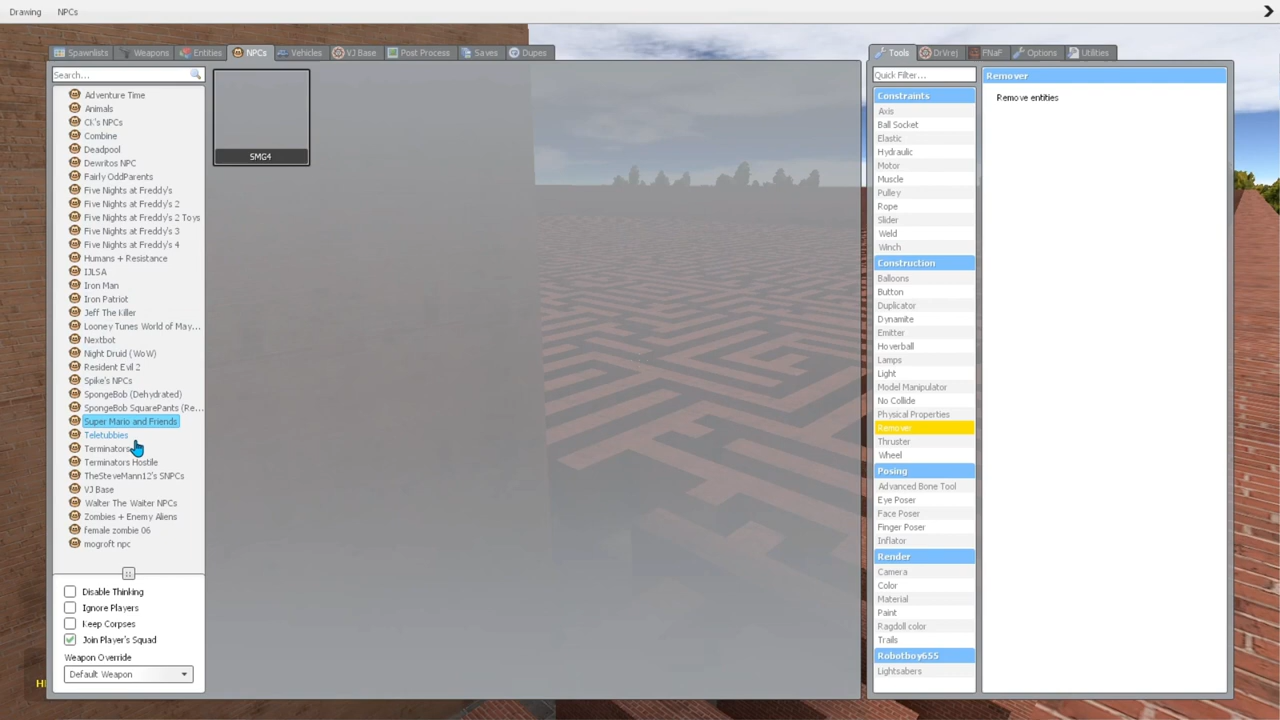 Drawing NPCs
Spawnlists Weapons Entities NPCs Vehicles VJ Base Post Process Saves Dupes
Search...
Adventure Time
Animals
CK's NPCs
Combine
Deadpool
Dewritos NPC
Fairly OddParents
Five Nights at Freddy's
Five Nights at Freddy's 2
Five Nights at Freddy's 2 Toys
Five Nights at Freddy's 3
Five Nights at Freddy's 4
Humans + Resistance
IJLSA
Iron Man
Iron Patriot
Jeff The Killer
Looney Tunes World of May...
Nextbot
Night Druid (WoW)
Resident Evil 2
Spike's NPCs
SpongeBob (Dehydrated)
SpongeBob SquarePants (Re...
Super Mario and Friends
Teletubbies
Terminators
Terminators Hostile
TheSteveMann12's SNPCs
VJ Base
Walter The Waiter NPCs
Zombies + Enemy Aliens
female zombie 06
mogroft npc
Disable Thinking
Ignore Players
Keep Corpses
Join Player's Squad
Weapon Override
Default Weapon
SMG4
Tools DrVrej FNaF Options Utilities
Quick Filter...
Constraints
Axis
Ball Socket
Elastic
Hydraulic
Motor
Muscle
Pulley
Rope
Slider
Weld
Winch
Construction
Balloons
Button
Duplicator
Dynamite
Emitter
Hoverball
Lamps
Light
Model Manipulator
No Collide
Physical Properties
Remover
Thruster
Wheel
Posing
Advanced Bone Tool
Eye Poser
Face Poser
Finger Poser
Inflator
Render
Camera
Color
Material
Paint
Ragdoll color
Trails
Robotboy655
Lightsabers
Remover
Remove entities